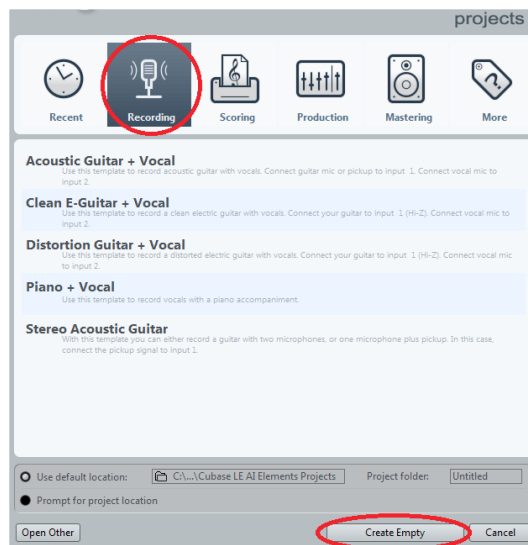 projects
Recent
Recording
Scoring
Production
Mastering
More
Acoustic Guitar + Vocal
Use this template to record acoustic guitar with vocals. Connect guitar mic or pickup to input 1. Connect vocal mic to
input 2.
Clean E-Guitar + Vocal
Use this template to record a clean electric guitar with vocals. Connect your guitar to input 1 (Hi-Z). Connect vocal mic to
input 2.
Distortion Guitar + Vocal
Use this template to record a distorted electric guitar with vocals. Connect your guitar to input 1 (Hi-Z). Connect vocal mic
to input 2.
Piano + Vocal
Use this template to record vocals with a piano accompaniment.
Stereo Acoustic Guitar
With this template you can either record a guitar with two microphones, or one microphone plus pickup. In this case,
connect the pickup signal to input 1.
Use default location: C:\...\Cubase LE AI Elements Projects Project folder: Untitled
Prompt for project location
Open Other Create Empty Cancel